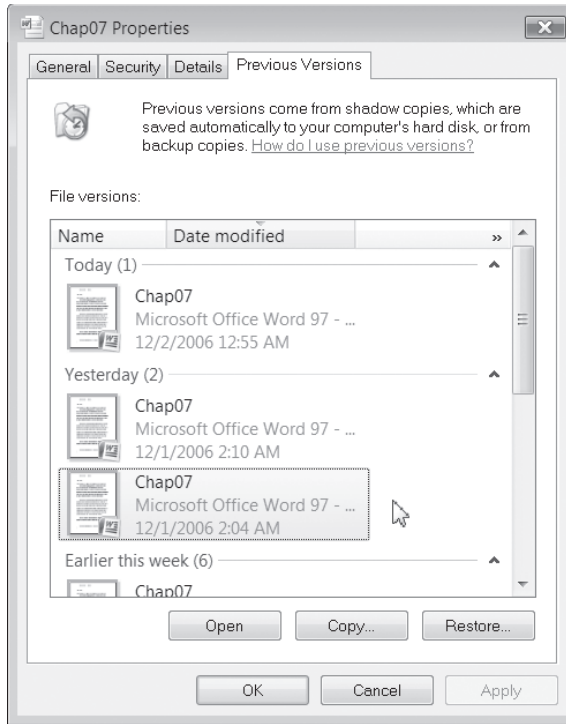 Chap07 Properties
General Security Details Previous Versions
Previous versions come from shadow copies, which are
saved automatically to your computer's hard disk, or from
backup copies. How do I use previous versions?
File versions:
Name Date modified »
Today (1)
Chap07
Microsoft Office Word 97 - ...
12/2/2006 12:55 AM
Yesterday (2)
Chap07
Microsoft Office Word 97 - ...
12/1/2006 2:10 AM
Chap07
Microsoft Office Word 97 - ...
12/1/2006 2:04 AM
Earlier this week (6)
Chap07
Open Copy... Restore...
OK Cancel Apply